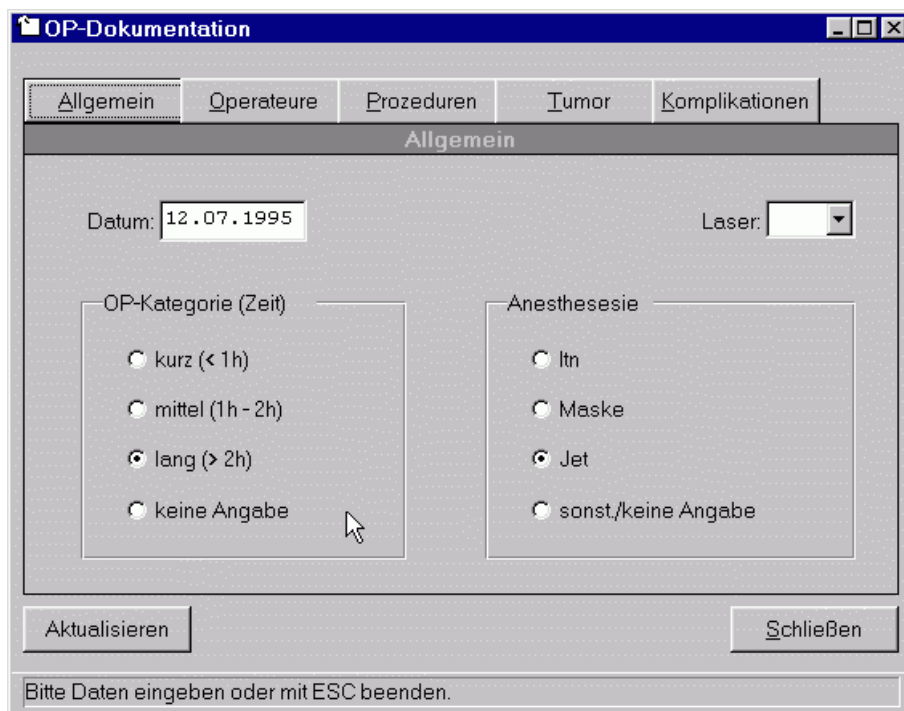 OP-Dokumentation
Allgemein Operateure Prozeduren Tumor Komplikationen
Allgemein
Datum: 12.07.1995 Laser:
OP-Kategorie (Zeit) Anesthesesie
kurz (< 1h) Itn
mittel (1h - 2h) Maske
lang (> 2h) Jet
keine Angabe sonst./keine Angabe
Aktualisieren Schließen
Bitte Daten eingeben oder mit ESC beenden.